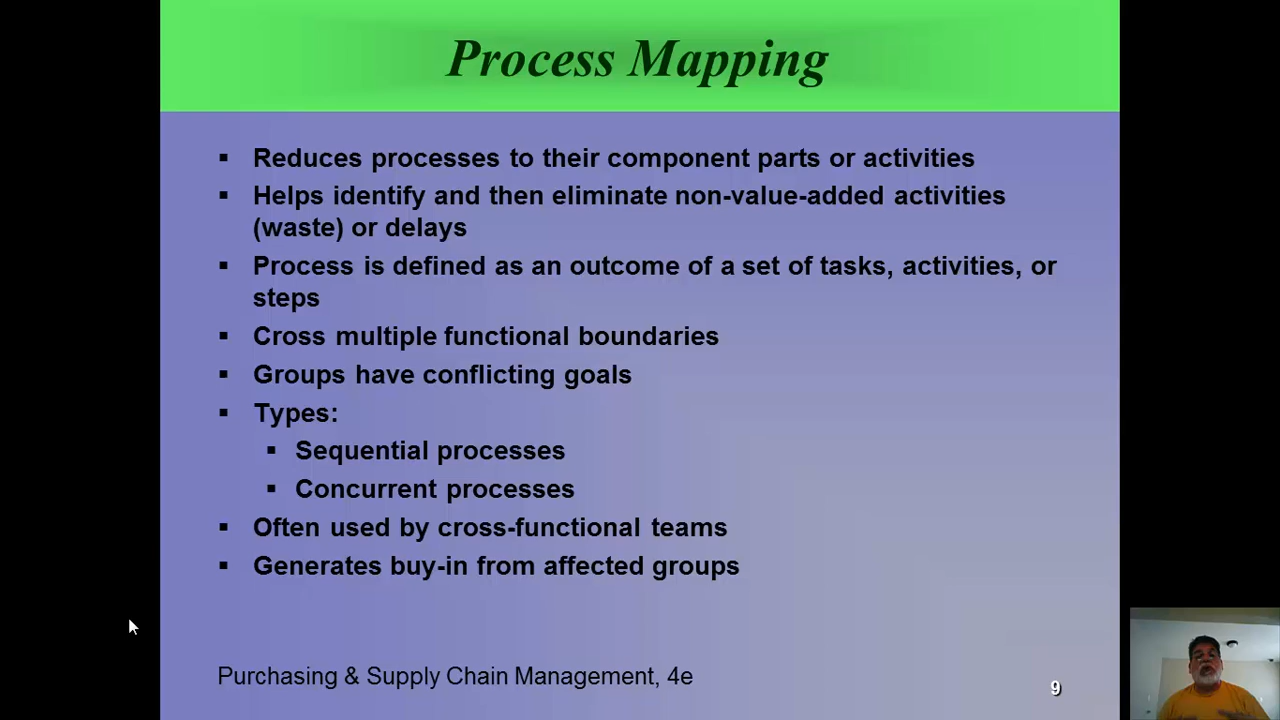 Process Mapping
▪ Reduces processes to their component parts or activities
▪ Helps identify and then eliminate non-value-added activities
(waste) or delays
▪ Process is defined as an outcome of a set of tasks, activities, or
steps
▪ Cross multiple functional boundaries
▪ Groups have conflicting goals
▪ Types:
▪ Sequential processes
▪ Concurrent processes
▪ Often used by cross-functional teams
▪ Generates buy-in from affected groups
Purchasing & Supply Chain Management, 4e
9